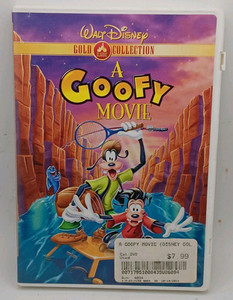 WALT DISNEY
GOLD COLLECTION
A
GOOFY
MOVIE
A GOOFY MOVIE (DISNEY GOL
$7.99